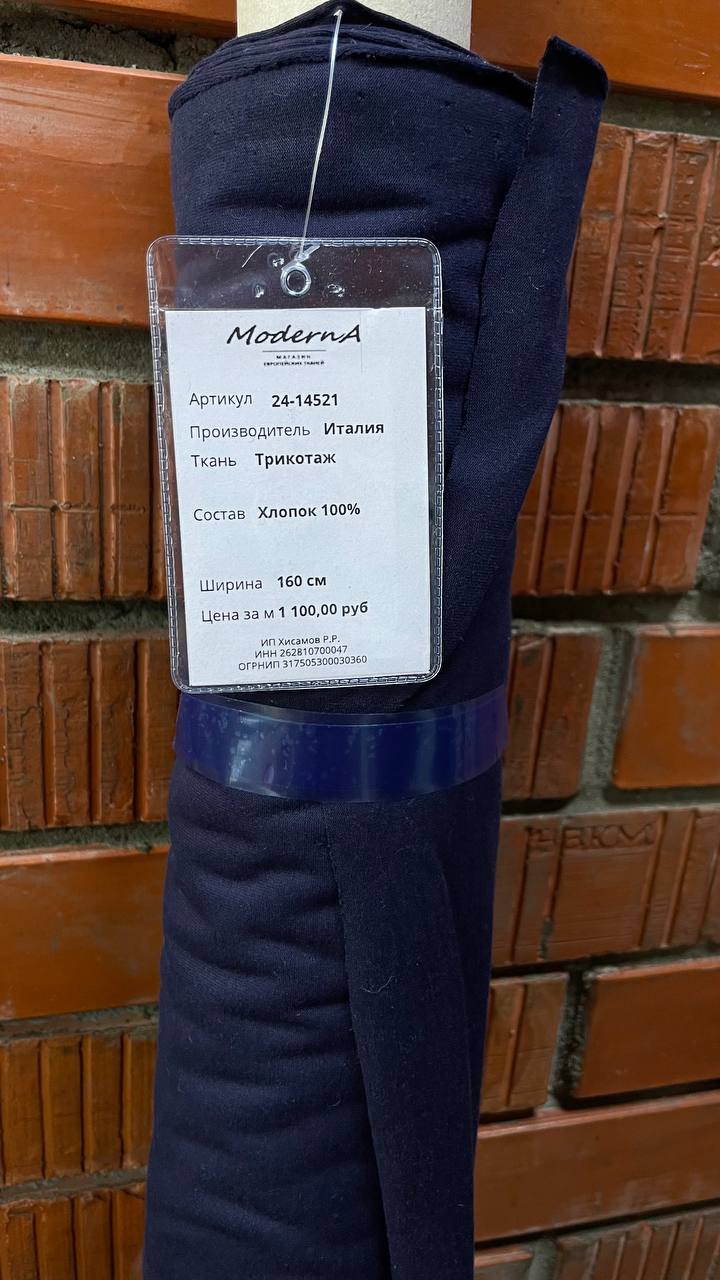 ModernA
МАГАЗИН
ЕВРОПЕЙСКИХ ТКАНЕЙ
Артикул 24-14521
Производитель Италия
Ткань Трикотаж
Состав Хлопок 100%
Ширина 160 см
Цена за м 1 100,00 руб
ИП Хисамов Р.Р.
ИНН 262810700047
ОГРНИП 317505300030360